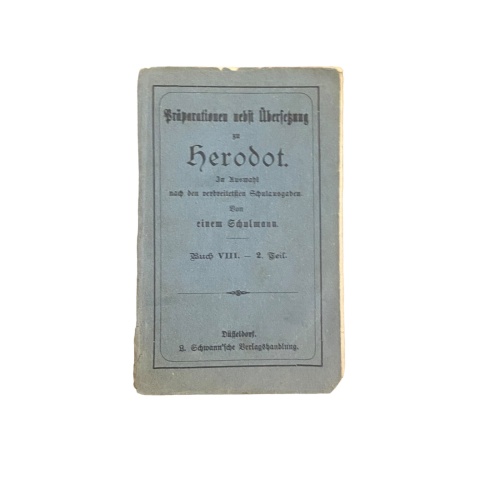 Präparationen nebst Übersetzung
zu
Herodot.
In Auswahl
nach den verbreitetsten Schulausgaben.
Von
einem Schulmann.
Buch VIII. – 2. Teil.
Düsseldorf.
L. Schwann'sche Verlagshandlung.